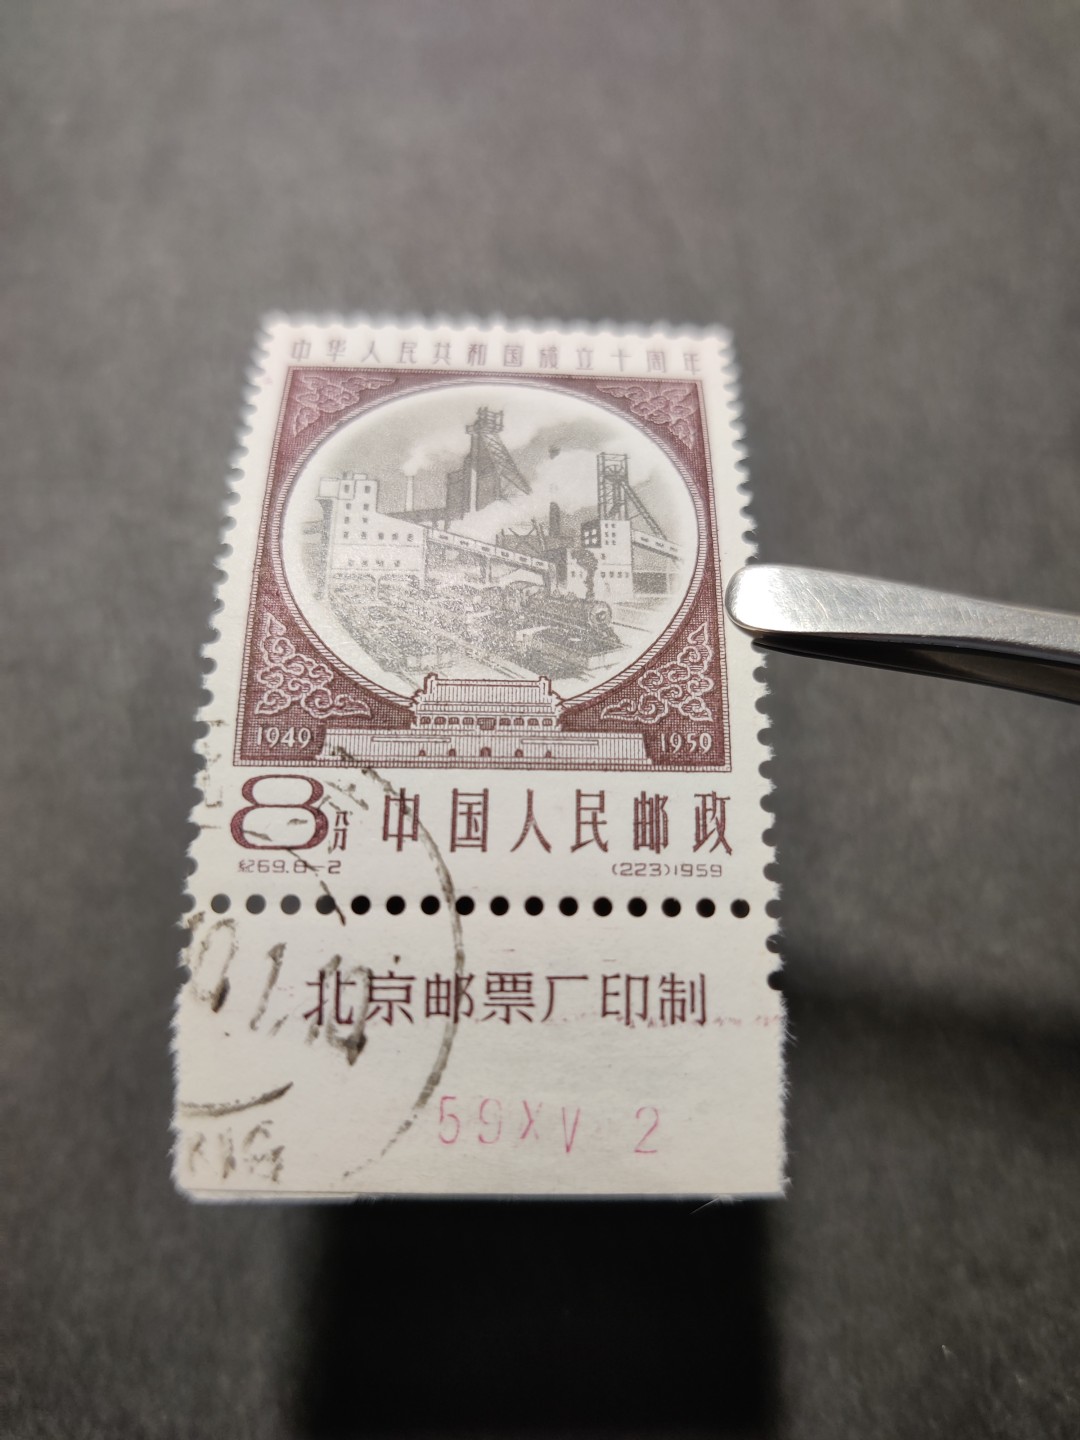 中华人民共和国成立十周年
1949 1959
8分 中国人民邮政
紀69.8-2 (223)1959
北京邮票厂印制
59XV 2